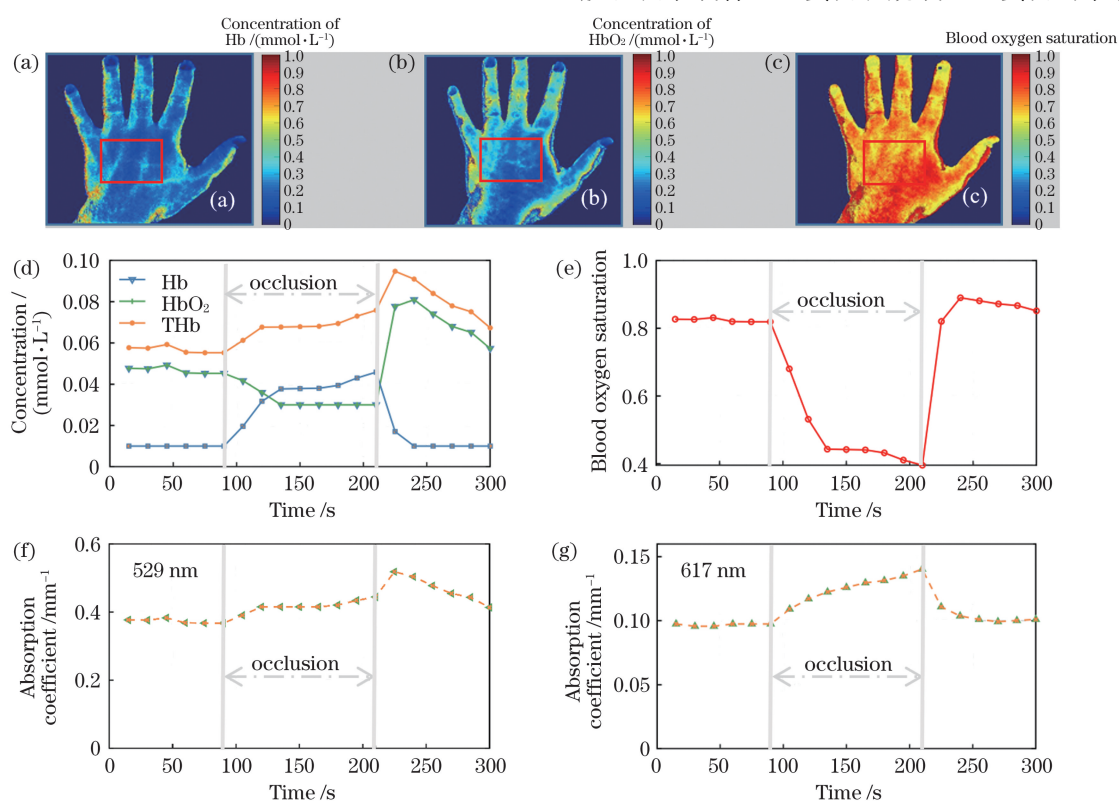 Concentration of
Hb /(mmol·L⁻¹)
Concentration of
HbO₂ /(mmol·L⁻¹)
Blood oxygen saturation
(a)
1.0
0.9
0.8
0.7
0.6
0.5
0.4
0.3
0.2
0.1
0
(a)
(b)
1.0
0.9
0.8
0.7
0.6
0.5
0.4
0.3
0.2
0.1
0
(b)
(c)
1.0
0.9
0.8
0.7
0.6
0.5
0.4
0.3
0.2
0.1
0
(c)
(d)
Concentration /
(mmol·L⁻¹)
0.10
0.08
0.06
0.04
0.02
0
Hb
HbO₂
THb
occlusion
0 50 100 150 200 250 300
Time /s
(e)
Blood oxygen saturation
1.0
0.8
0.6
0.4
occlusion
0 50 100 150 200 250 300
Time /s
(f)
Absorption
coefficient /mm⁻¹
0.6
0.4
0.2
0
529 nm
occlusion
0 50 100 150 200 250 300
Time /s
(g)
Absorption
coefficient /mm⁻¹
0.15
0.10
0.05
0
617 nm
occlusion
0 50 100 150 200 250 300
Time /s